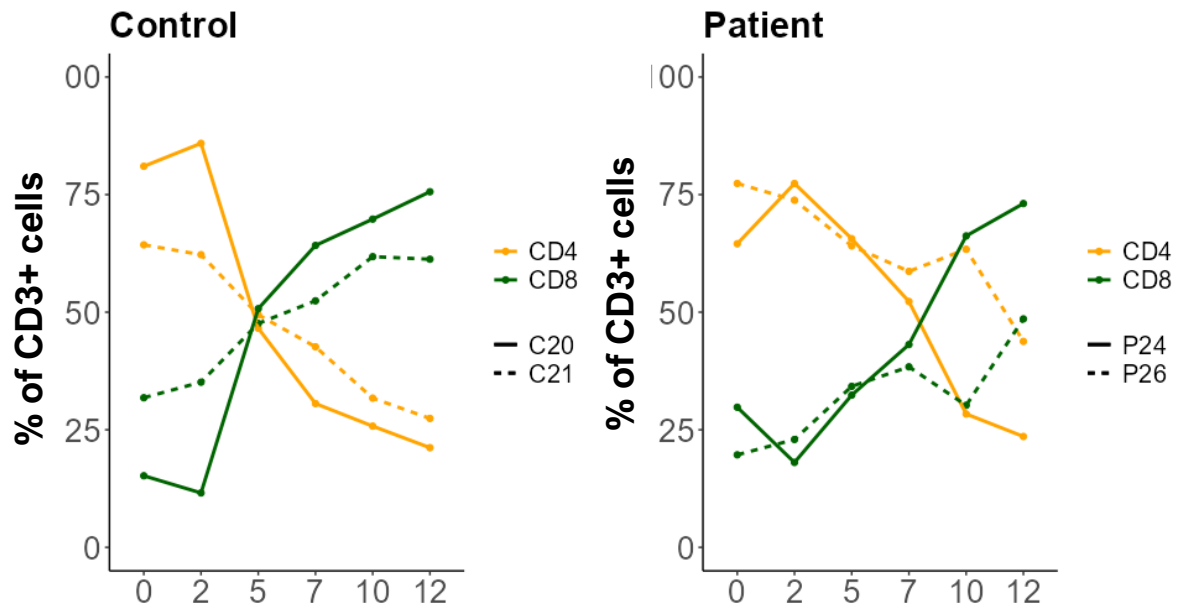 Control
00
75
50
25
0
% of CD3+ cells
0 2 5 7 10 12
CD4
CD8
C20
C21
Patient
00
75
50
25
0
% of CD3+ cells
0 2 5 7 10 12
CD4
CD8
P24
P26